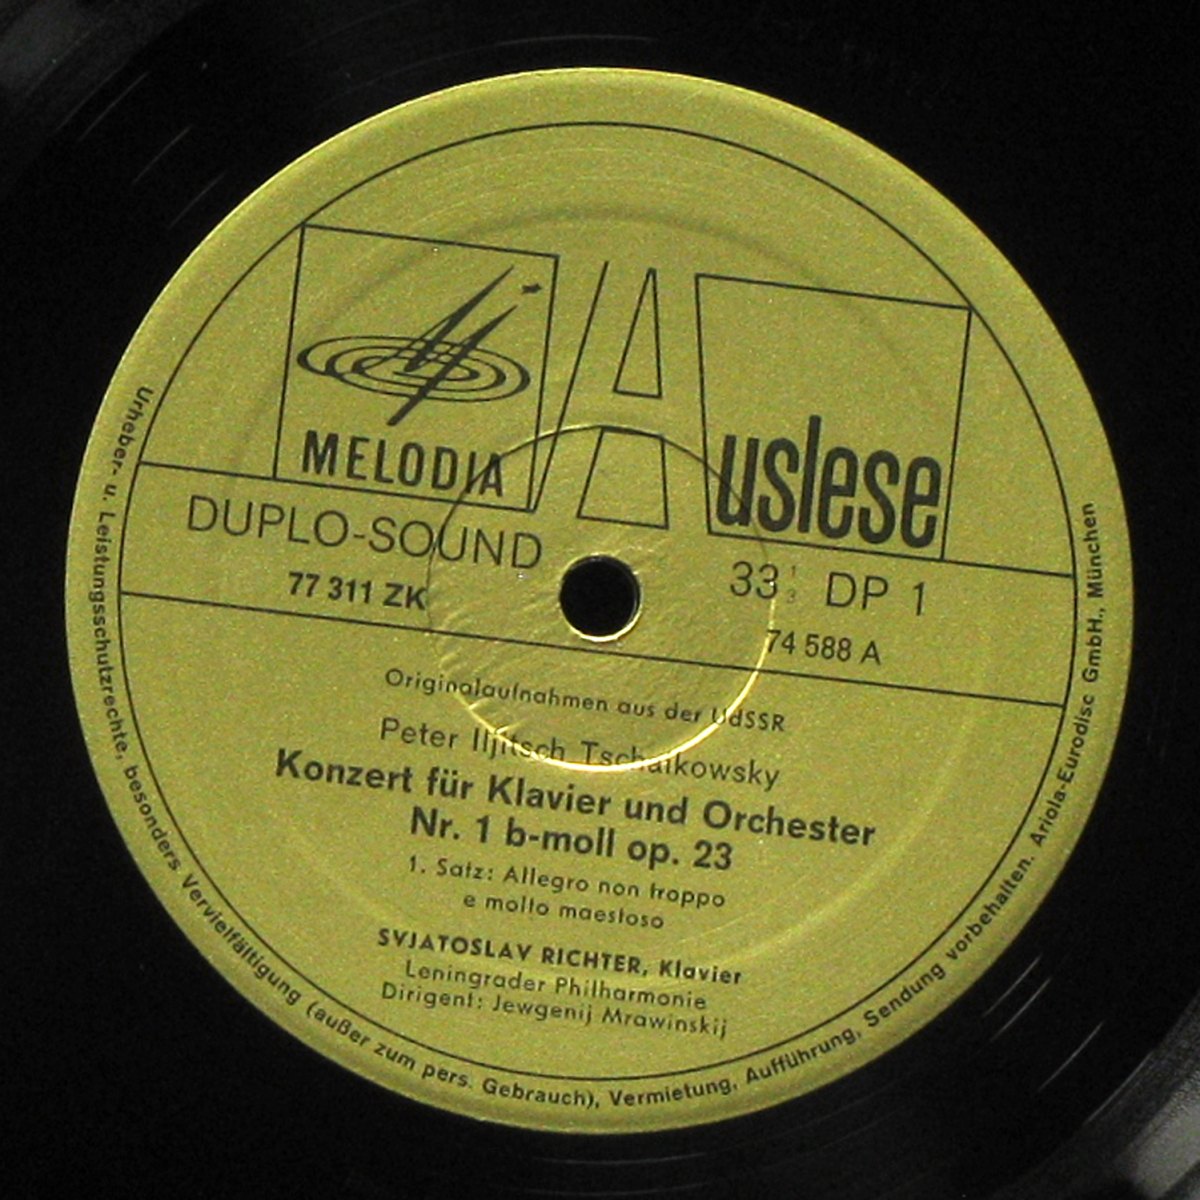 MELODIA
Auslese
DUPLO-SOUND
77 311 ZK
33 1/3 DP 1
74 588 A
Originalaufnahmen aus der UdSSR
Peter Iljitsch Tschaikowsky
Konzert für Klavier und Orchester
Nr. 1 b-moll op. 23
1. Satz: Allegro non troppo
e molto maestoso
SVJATOSLAV RICHTER, Klavier
Leningrader Philharmonie
Dirigent: Jewgenij Mrawinskij
Urheber- u. Leistungsschutzrechte, besonders Vervielfältigung (außer zum pers. Gebrauch), Vermietung, Aufführung, Sendung vorbehalten. Ariola-Eurodisc GmbH., München